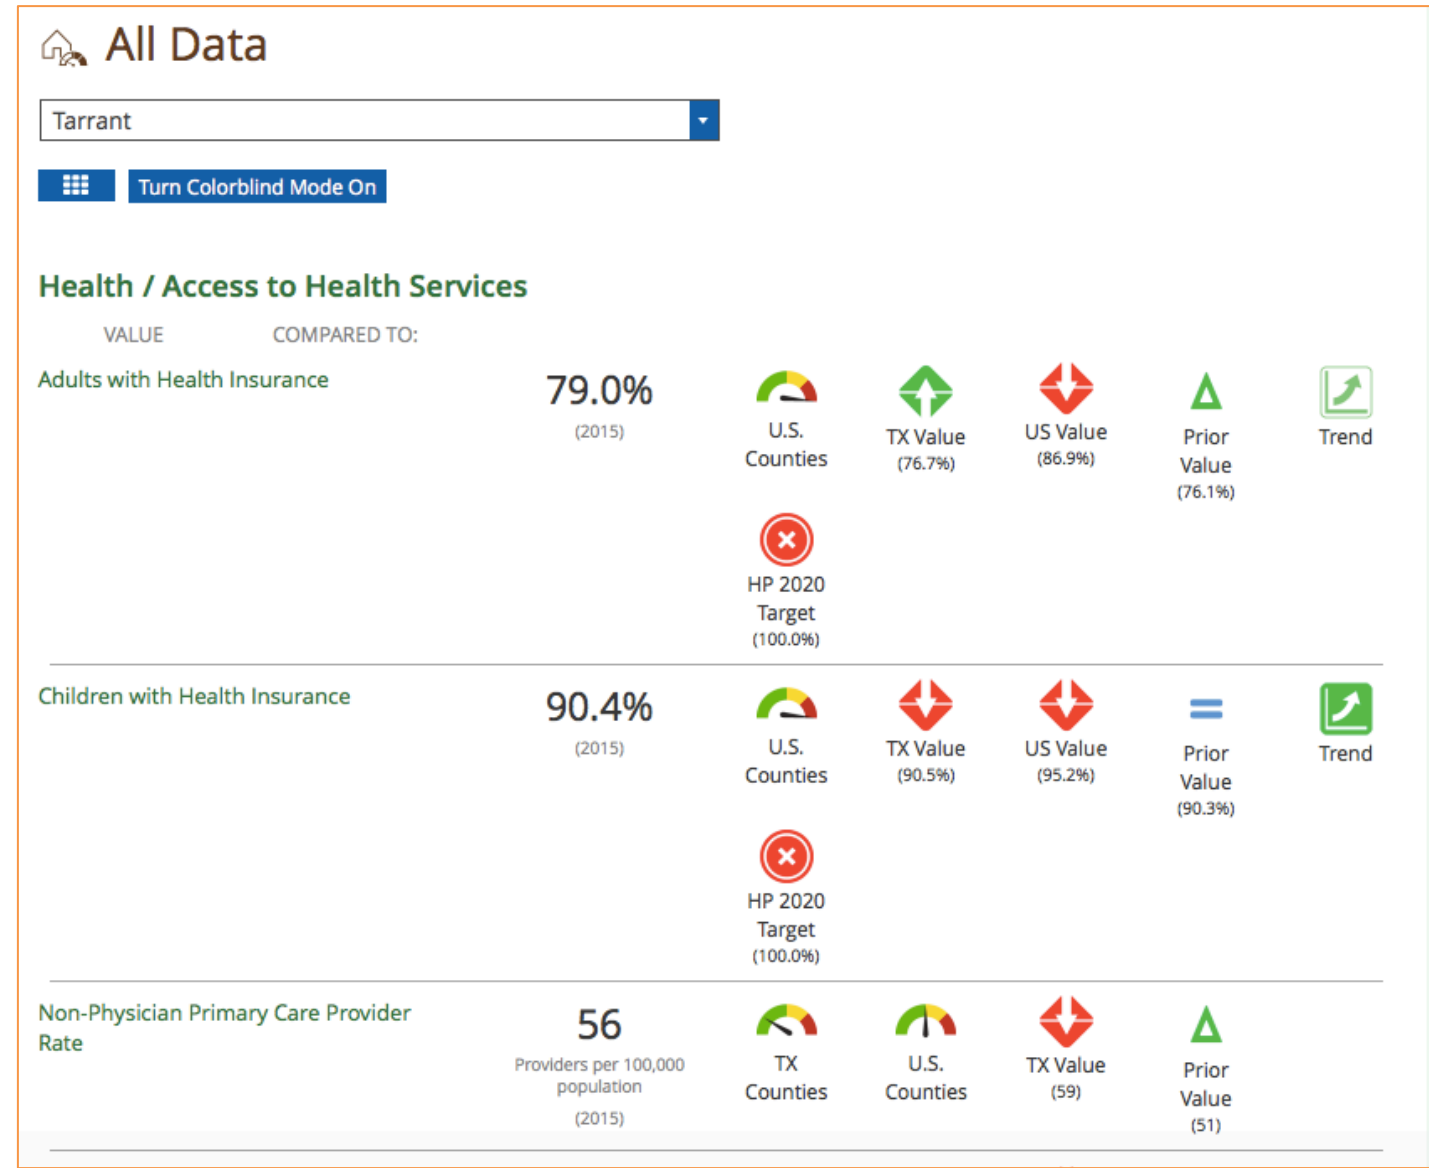 All Data
Tarrant
Turn Colorblind Mode On
Health / Access to Health Services
VALUE COMPARED TO:
Adults with Health Insurance
79.0%
(2015)
U.S.
Counties
TX Value
(76.7%)
US Value
(86.9%)
Prior
Value
(76.1%)
Trend
HP 2020
Target
(100.0%)
Children with Health Insurance
90.4%
(2015)
U.S.
Counties
TX Value
(90.5%)
US Value
(95.2%)
Prior
Value
(90.3%)
Trend
HP 2020
Target
(100.0%)
Non-Physician Primary Care Provider
Rate
56
Providers per 100,000
population
(2015)
TX
Counties
U.S.
Counties
TX Value
(59)
Prior
Value
(51)